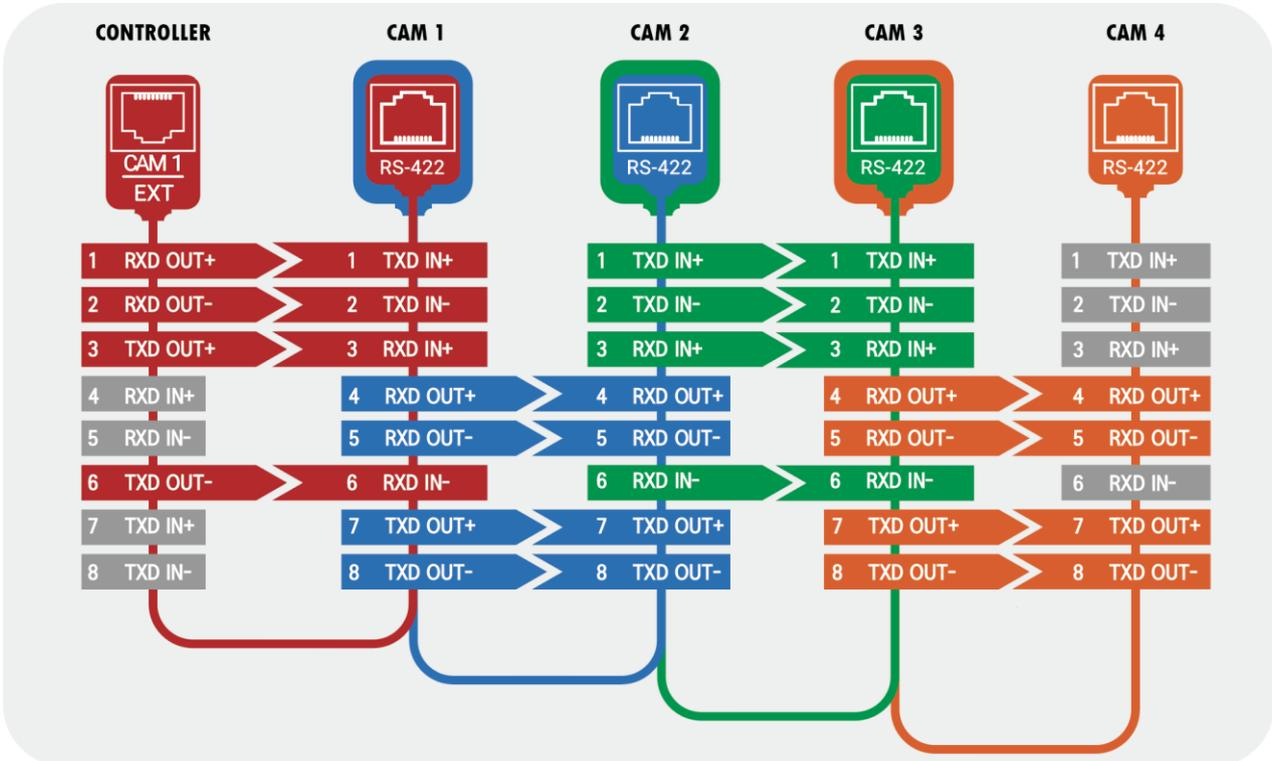 CONTROLLER CAM 1 CAM 2 CAM 3 CAM 4
CAM 1
EXT
RS-422 RS-422 RS-422 RS-422
1 RXD OUT+ 1 TXD IN+ 1 TXD IN+ 1 TXD IN+ 1 TXD IN+
2 RXD OUT- 2 TXD IN- 2 TXD IN- 2 TXD IN- 2 TXD IN-
3 TXD OUT+ 3 RXD IN+ 3 RXD IN+ 3 RXD IN+ 3 RXD IN+
4 RXD IN+ 4 RXD OUT+ 4 RXD OUT+ 4 RXD OUT+ 4 RXD OUT+
5 RXD IN- 5 RXD OUT- 5 RXD OUT- 5 RXD OUT- 5 RXD OUT-
6 TXD OUT- 6 RXD IN- 6 RXD IN- 6 RXD IN- 6 RXD IN-
7 TXD IN+ 7 TXD OUT+ 7 TXD OUT+ 7 TXD OUT+ 7 TXD OUT+
8 TXD IN- 8 TXD OUT- 8 TXD OUT- 8 TXD OUT- 8 TXD OUT-